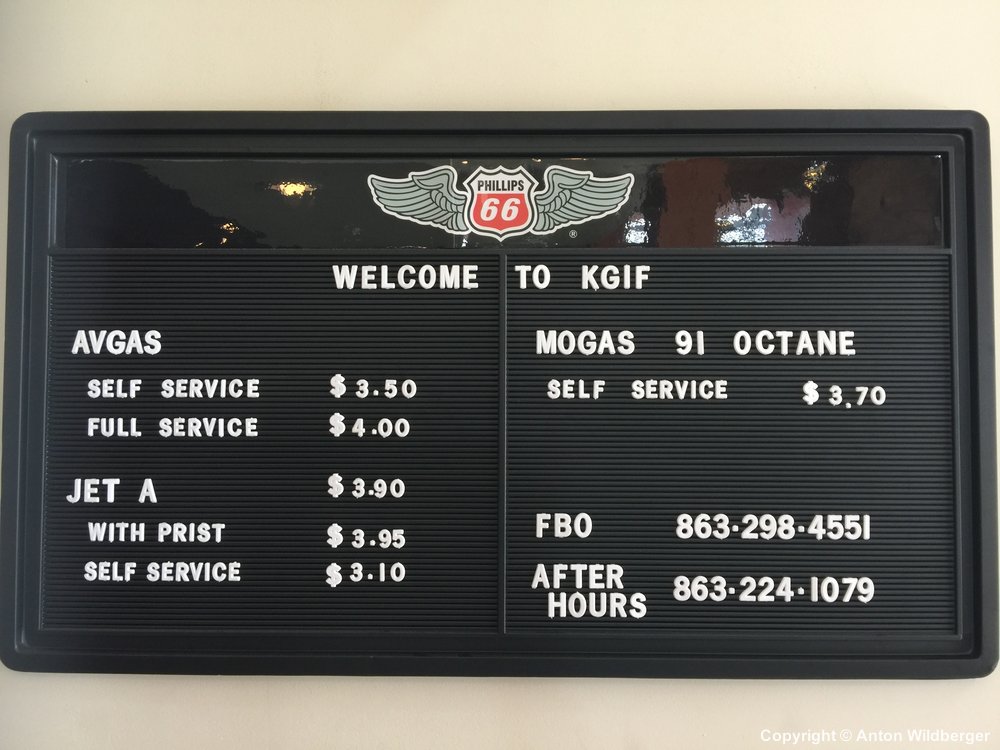 PHILLIPS
66
®
WELCOME TO KGIF
AVGAS
SELF SERVICE $3.50
FULL SERVICE $4.00
JET A $3.90
WITH PRIST $3.95
SELF SERVICE $3.10
MOGAS 91 OCTANE
SELF SERVICE $3.70
FBO 863·298·4551
AFTER
HOURS 863·224·1079
Copyright © Anton Wildberger